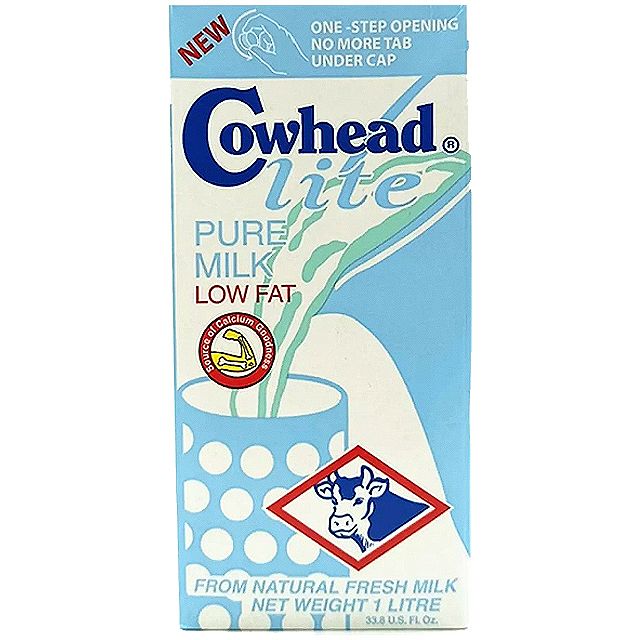 NEW
ONE-STEP OPENING
NO MORE TAB
UNDER CAP
Cowhead®
lite
PURE
MILK
LOW FAT
Source of Calcium Goodness
FROM NATURAL FRESH MILK
NET WEIGHT 1 LITRE
33.8 U.S. Fl. Oz.